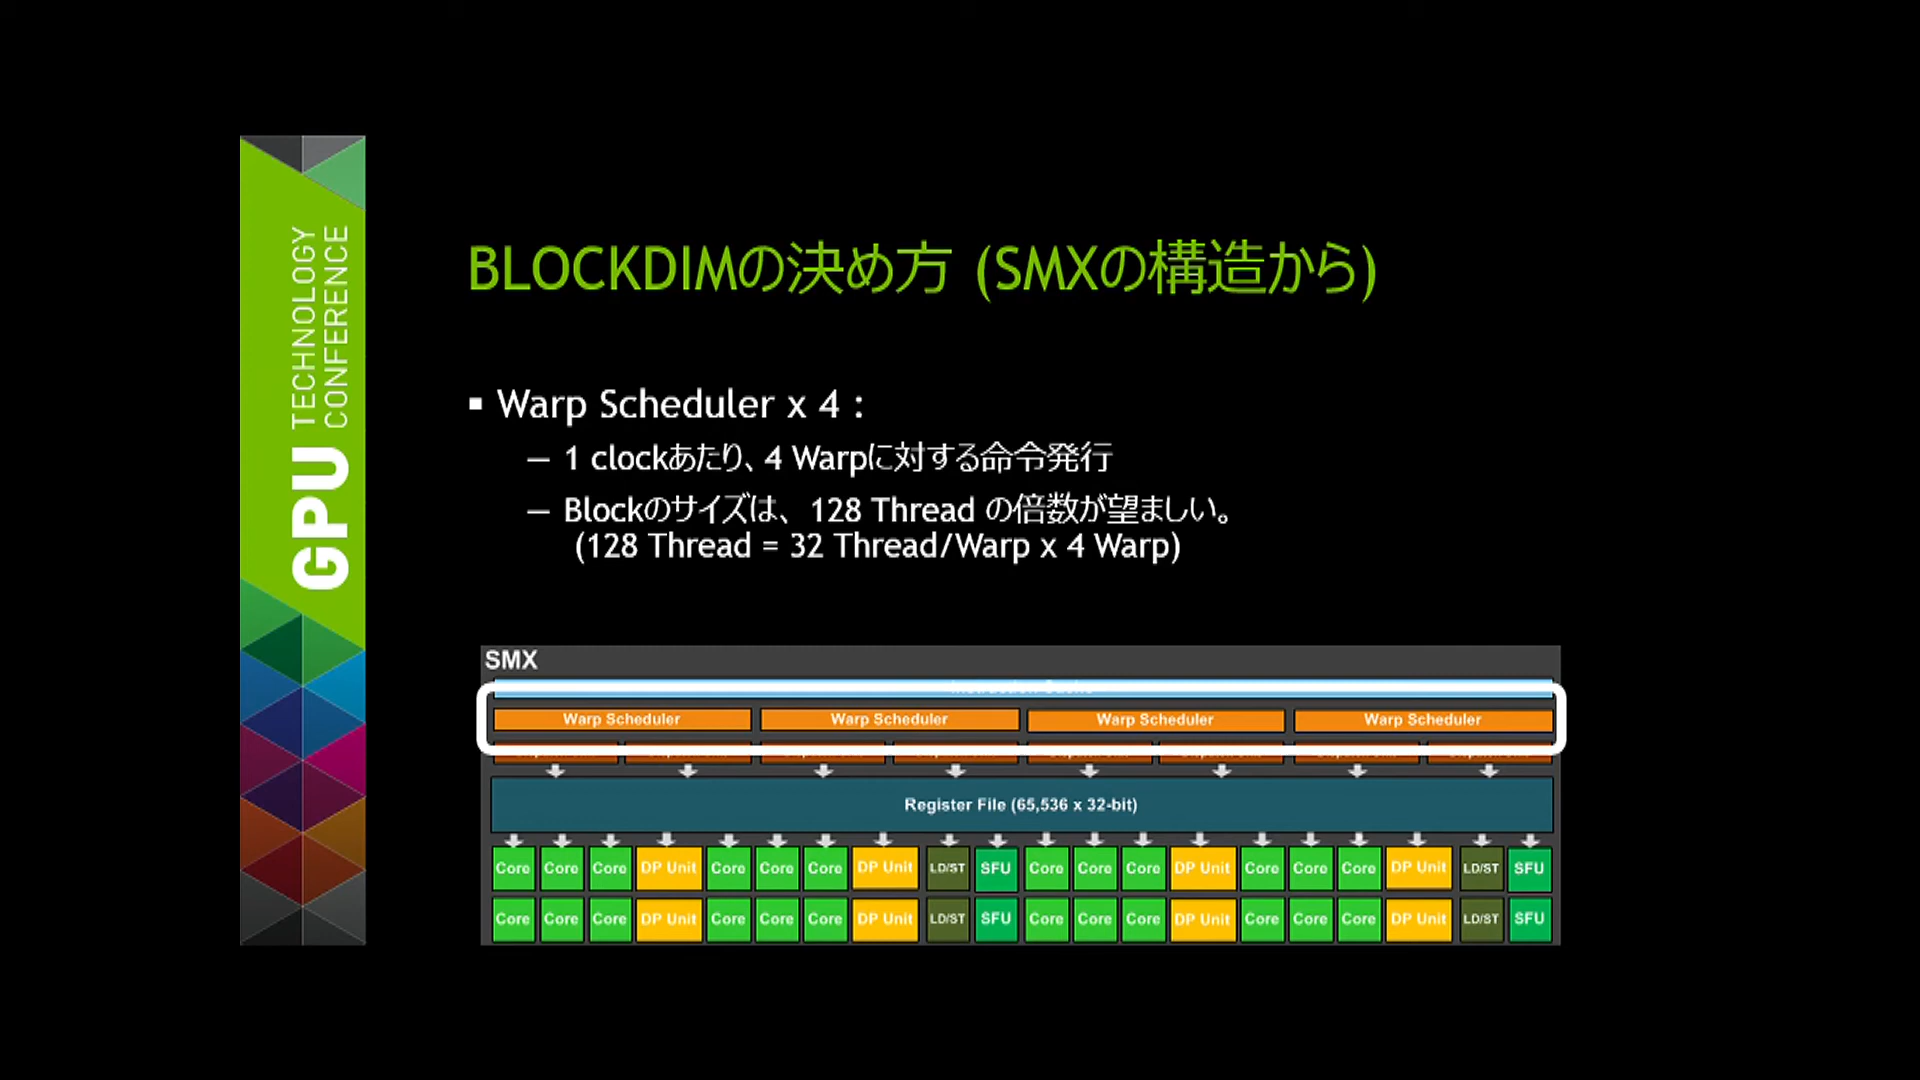 GPU TECHNOLOGY
CONFERENCE
BLOCKDIMの決め方 (SMXの構造から)
▪ Warp Scheduler x 4 :
— 1 clockあたり、4 Warpに対する命令発行
— Blockのサイズは、128 Thread の倍数が望ましい。
(128 Thread = 32 Thread/Warp x 4 Warp)
SMX
Warp Scheduler Warp Scheduler Warp Scheduler Warp Scheduler
Register File (65,536 x 32-bit)
Core Core Core DP Unit Core Core Core DP Unit LD/ST SFU Core Core Core DP Unit Core Core Core DP Unit LD/ST SFU
Core Core Core DP Unit Core Core Core DP Unit LD/ST SFU Core Core Core DP Unit Core Core Core DP Unit LD/ST SFU